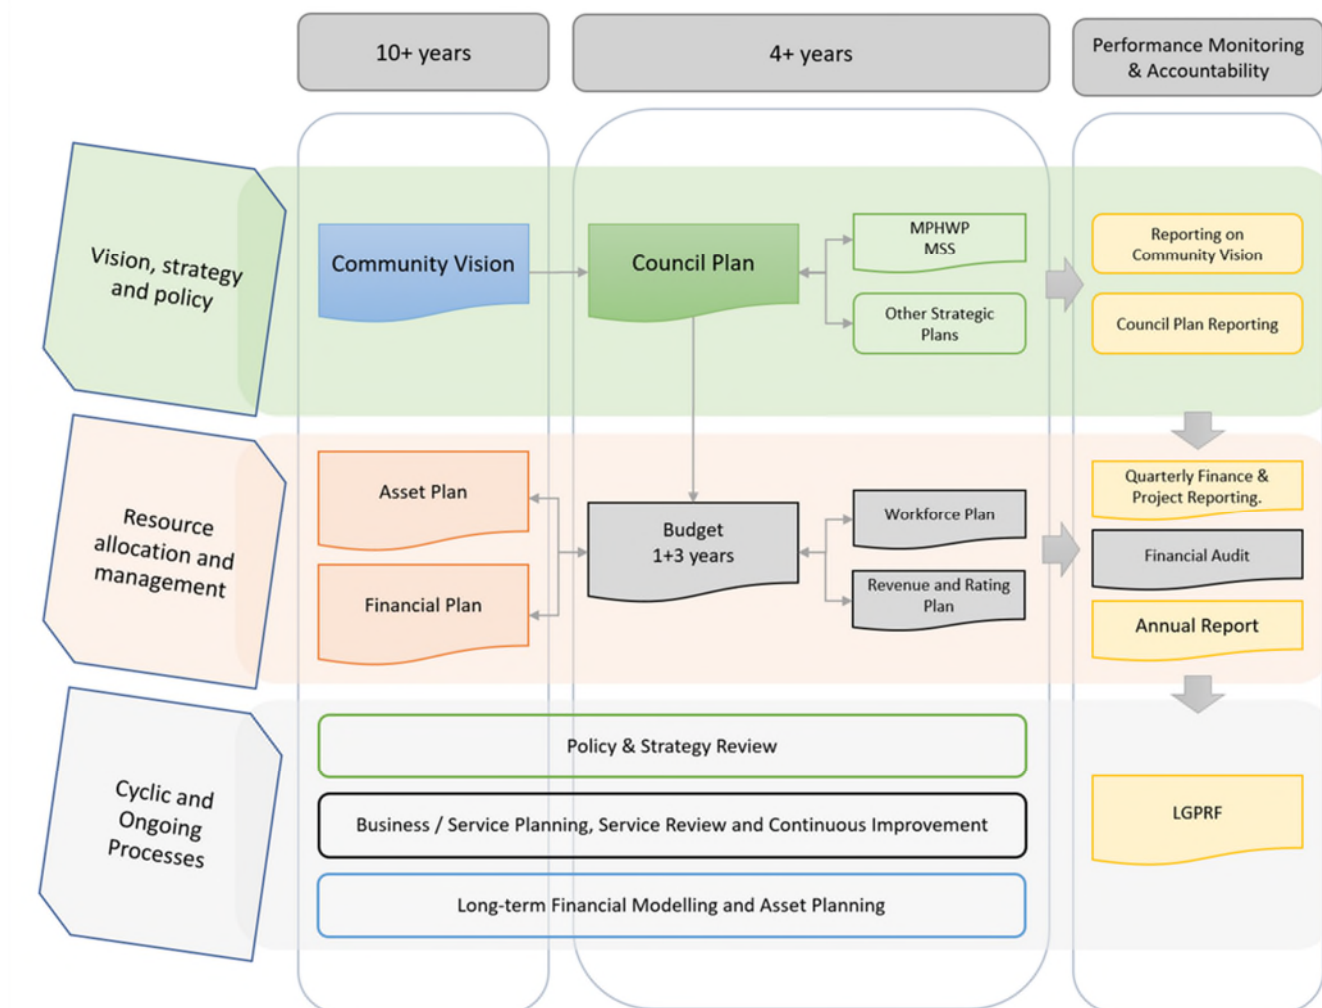 10+ years
4+ years
Performance Monitoring
& Accountability
Vision, strategy
and policy
Community Vision
Council Plan
MPHWP
MSS
Other Strategic
Plans
Reporting on
Community Vision
Council Plan Reporting
Resource
allocation and
management
Asset Plan
Financial Plan
Budget
1+3 years
Workforce Plan
Revenue and Rating
Plan
Quarterly Finance &
Project Reporting.
Financial Audit
Annual Report
Cyclic and
Ongoing
Processes
Policy & Strategy Review
Business / Service Planning, Service Review and Continuous Improvement
Long-term Financial Modelling and Asset Planning
LGPRF